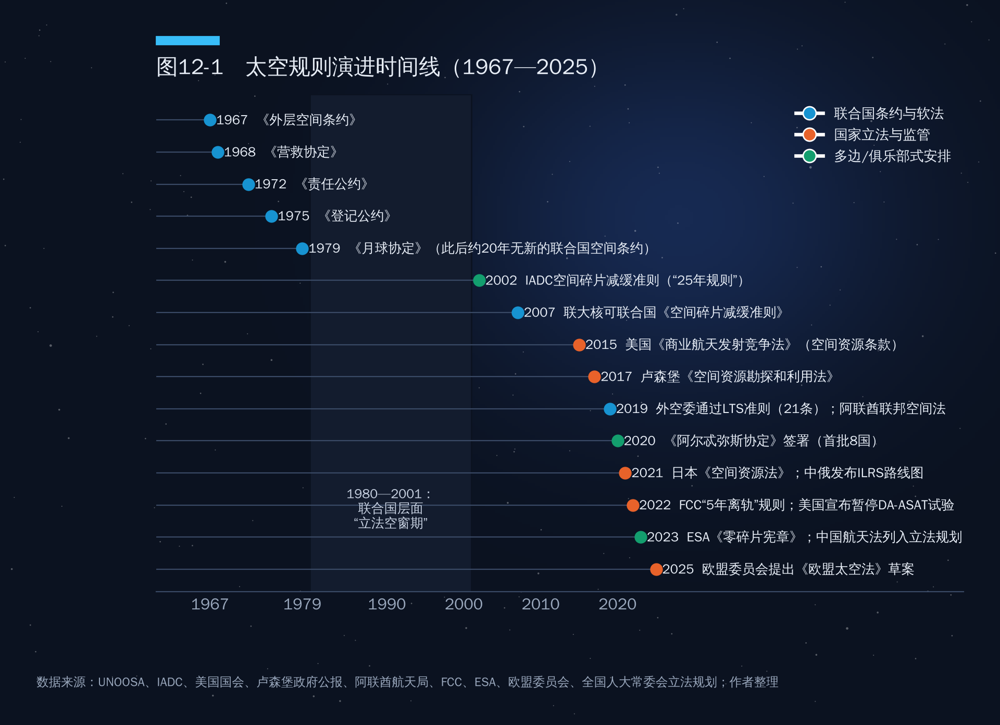 图12-1　太空规则演进时间线（1967—2025）
联合国条约与软法
国家立法与监管
多边/俱乐部式安排
1967 《外层空间条约》
1968 《营救协定》
1972 《责任公约》
1975 《登记公约》
1979 《月球协定》（此后约20年无新的联合国空间条约）
2002 IADC空间碎片减缓准则（“25年规则”）
2007 联大核可联合国《空间碎片减缓准则》
2015 美国《商业航天发射竞争法》（空间资源条款）
2017 卢森堡《空间资源勘探和利用法》
2019 外空委通过LTS准则（21条）；阿联酋联邦空间法
2020 《阿尔忒弥斯协定》签署（首批8国）
2021 日本《空间资源法》；中俄发布ILRS路线图
2022 FCC“5年离轨”规则；美国宣布暂停DA-ASAT试验
2023 ESA《零碎片宪章》；中国航天法列入立法规划
2025 欧盟委员会提出《欧盟太空法》草案
1980—2001：
联合国层面
“立法空窗期”
1967 1979 1990 2000 2010 2020
数据来源：UNOOSA、IADC、美国国会、卢森堡政府公报、阿联酋航天局、FCC、ESA、欧盟委员会、全国人大常委会立法规划；作者整理